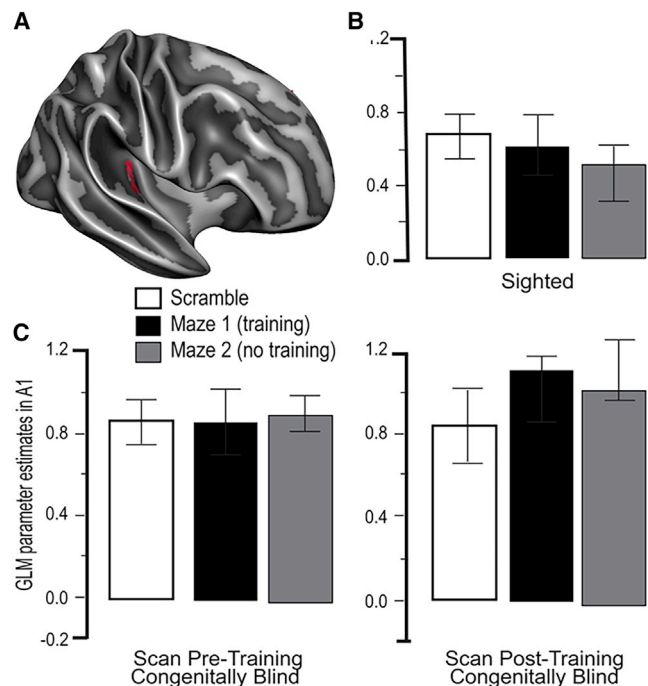 A
B
1.2
0.8
0.4
0.0
Sighted
Scramble
Maze 1 (training)
Maze 2 (no training)
C
GLM parameter estimates in A1
1.2
0.8
0.4
0.0
-0.2
Scan Pre-Training
Congenitally Blind
1.2
0.8
0.4
0.0
Scan Post-Training
Congenitally Blind